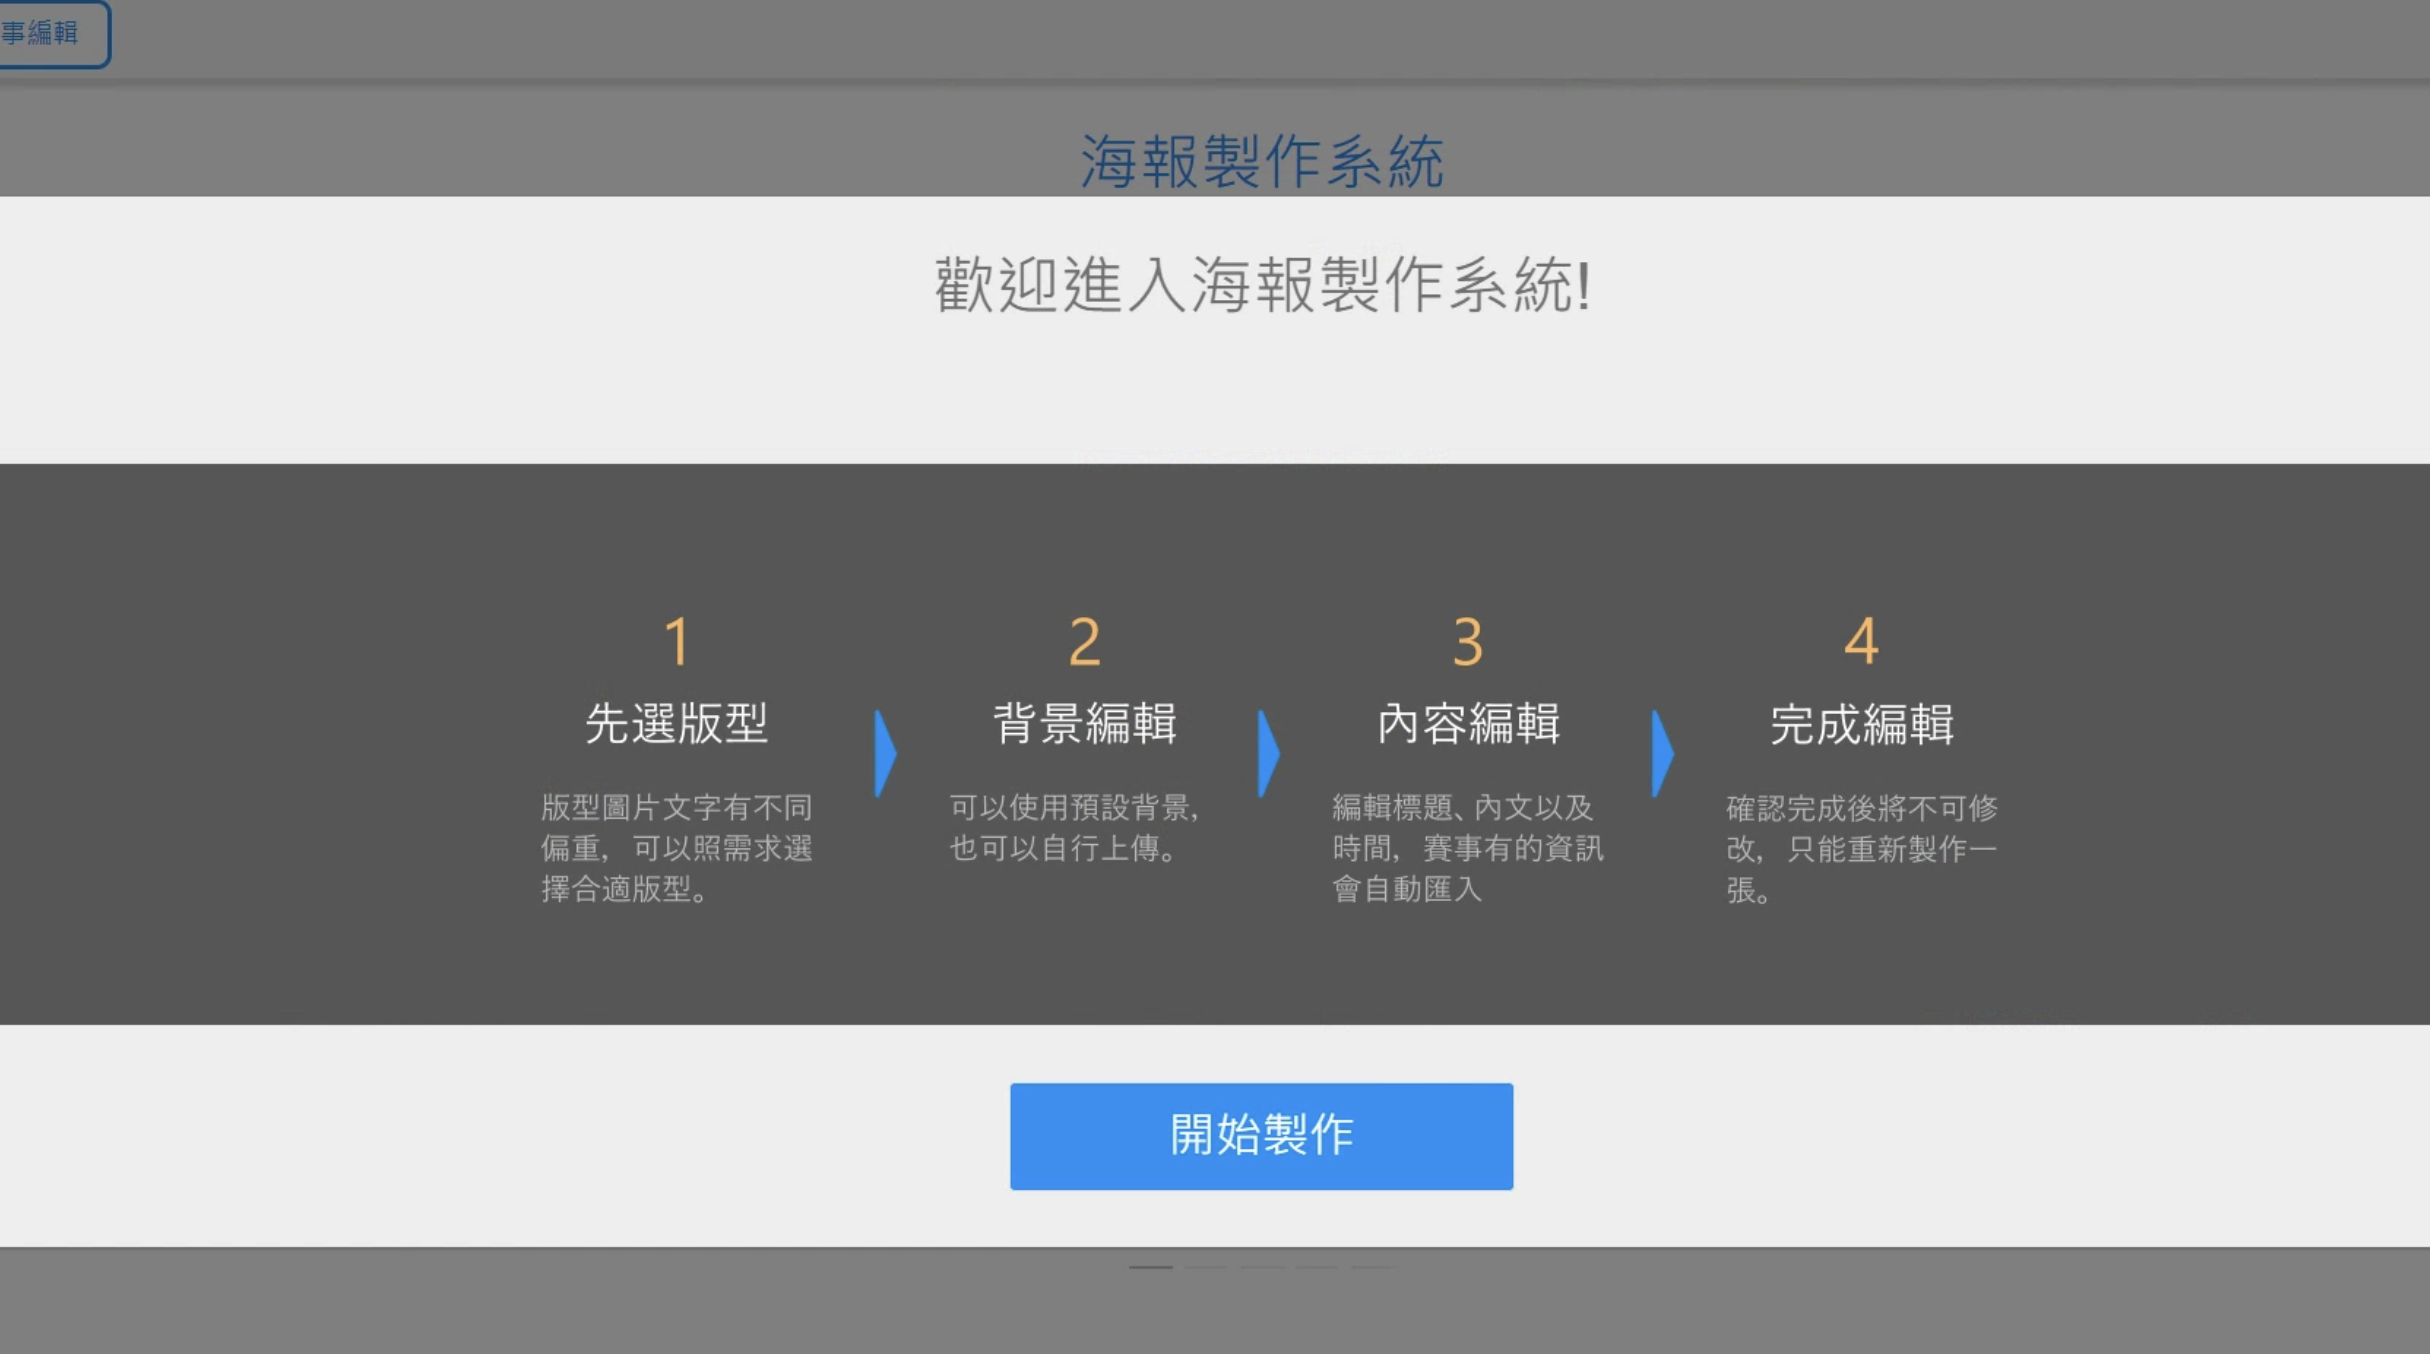 事編輯
海報製作系統
歡迎進入海報製作系統!
1
先選版型
版型圖片文字有不同
偏重，可以照需求選
擇合適版型。
2
背景編輯
可以使用預設背景，
也可以自行上傳。
3
內容編輯
編輯標題、內文以及
時間，賽事有的資訊
會自動匯入
4
完成編輯
確認完成後將不可修
改，只能重新製作一
張。
開始製作